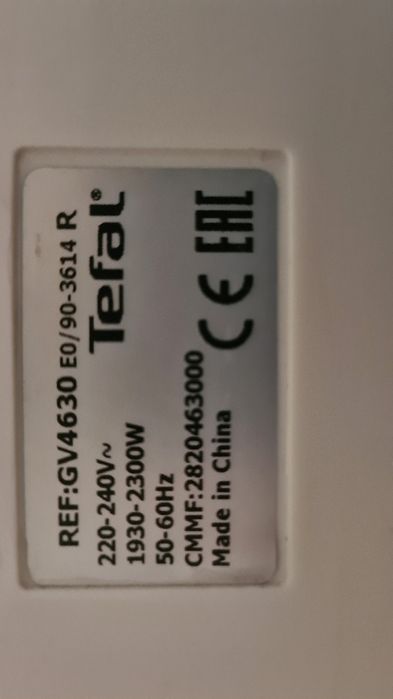 REF:GV4630 E0/90-3614 R
Tefal®
220-240V~
1930-2300W
50-60Hz
CMMF:2820463000
Made in China
CE EAC